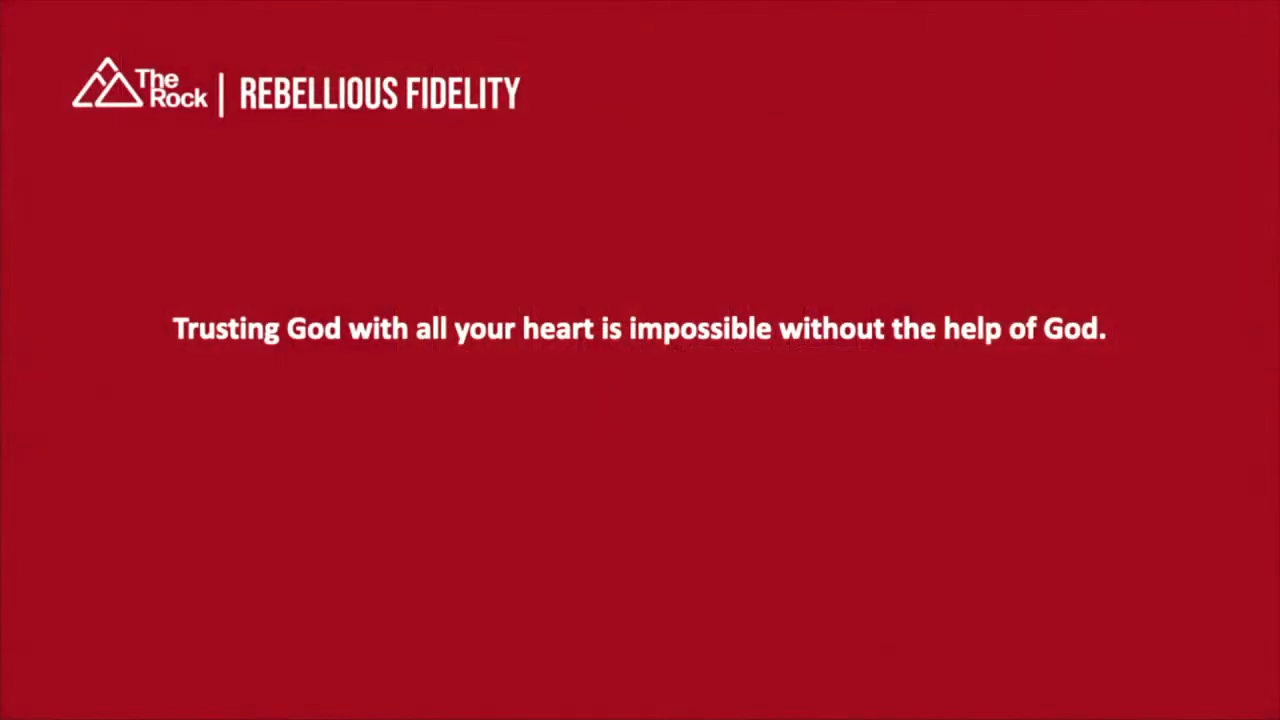 The
Rock | REBELLIOUS FIDELITY
Trusting God with all your heart is impossible without the help of God.